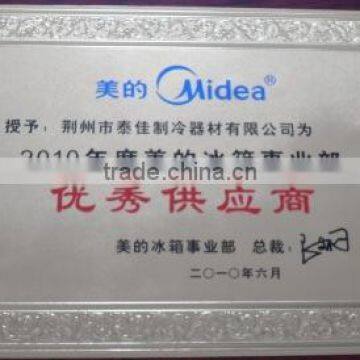 美的 Midea®
授予：荆州市泰佳制冷器材有限公司为
2010年度美的冰箱事业部
trade.china.cn
优秀供应商
美的冰箱事业部 总裁：
二〇一〇年六月